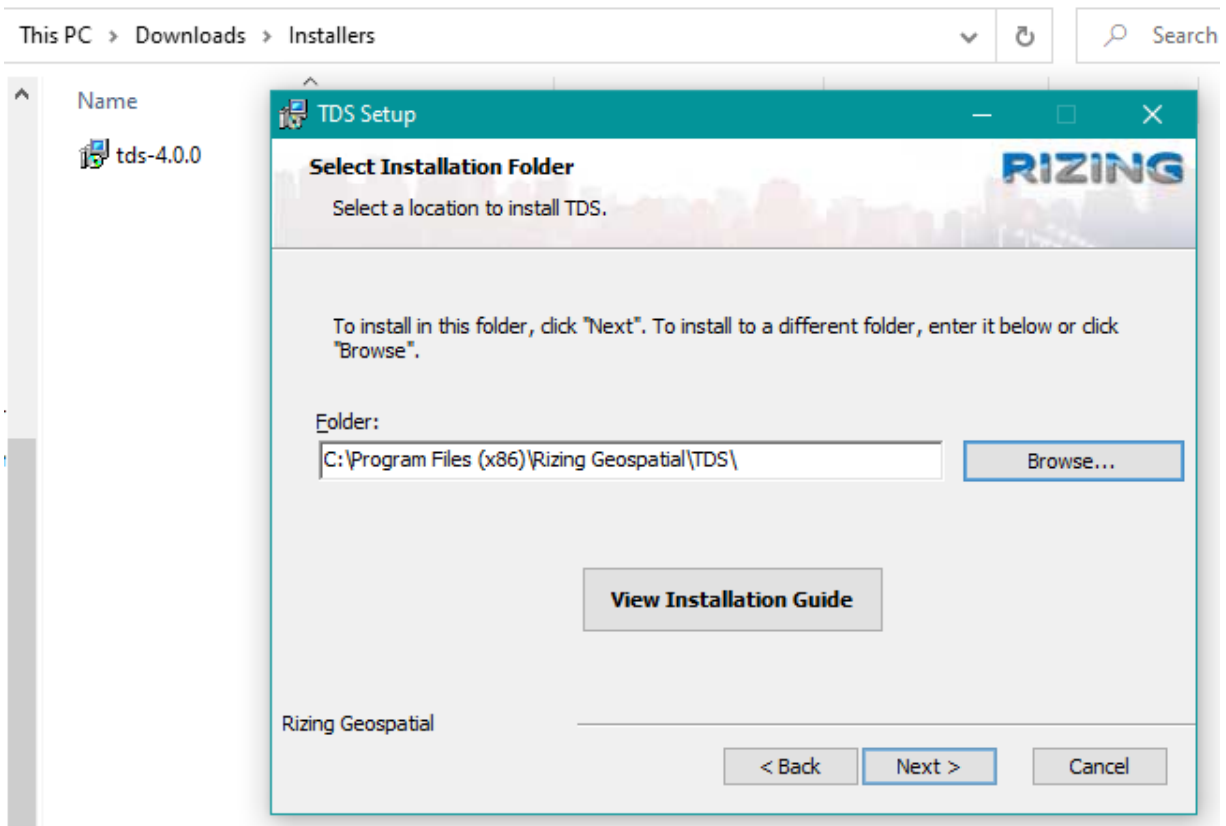 This PC > Downloads > Installers
Search
Name
tds-4.0.0
TDS Setup
Select Installation Folder
Select a location to install TDS.
RIZING
To install in this folder, click "Next". To install to a different folder, enter it below or click
"Browse".
Folder:
C:\Program Files (x86)\Rizing Geospatial\TDS\
Browse...
View Installation Guide
Rizing Geospatial
< Back
Next >
Cancel